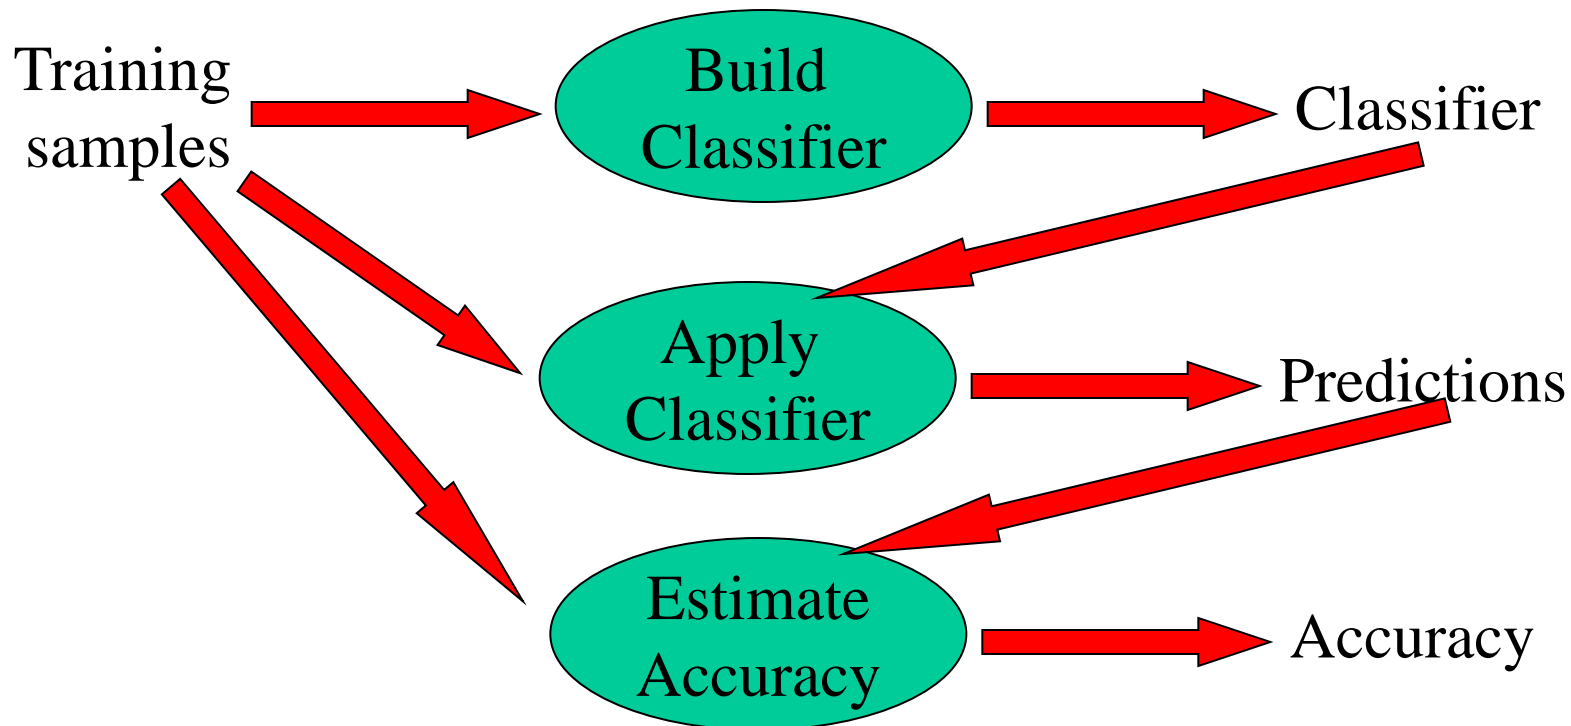 Training
samples
Build
Classifier
Classifier
Apply
Classifier
Predictions
Estimate
Accuracy
Accuracy